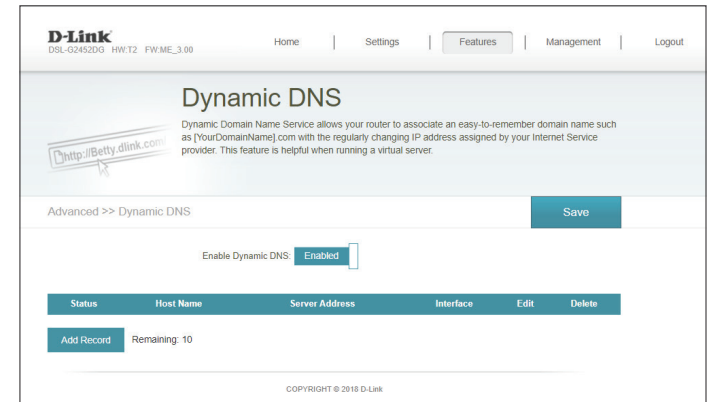 D-Link
DSL-G2452DG HW:T2 FW:ME_3.00
Home | Settings | Features | Management | Logout
Dynamic DNS
Dynamic Domain Name Service allows your router to associate an easy-to-remember domain name such
as [YourDomainName].com with the regularly changing IP address assigned by your Internet Service
provider. This feature is helpful when running a virtual server.
http://Betty.dlink.com
Advanced >> Dynamic DNS
Save
Enable Dynamic DNS: Enabled
Status Host Name Server Address Interface Edit Delete
Add Record Remaining: 10
COPYRIGHT © 2018 D-Link